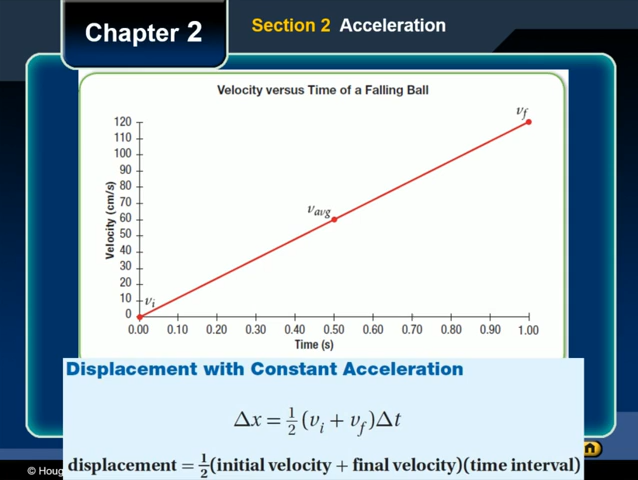 Chapter 2
Section 2 Acceleration
Velocity versus Time of a Falling Ball
Velocity (cm/s)
120
110
100
90
80
70
60
50
40
30
20
10
0
v_f
v_avg
v_i
0.00 0.10 0.20 0.30 0.40 0.50 0.60 0.70 0.80 0.90 1.00
Time (s)
Displacement with Constant Acceleration
Δx = ½(v_i + v_f)Δt
displacement = ½(initial velocity + final velocity)(time interval)
©